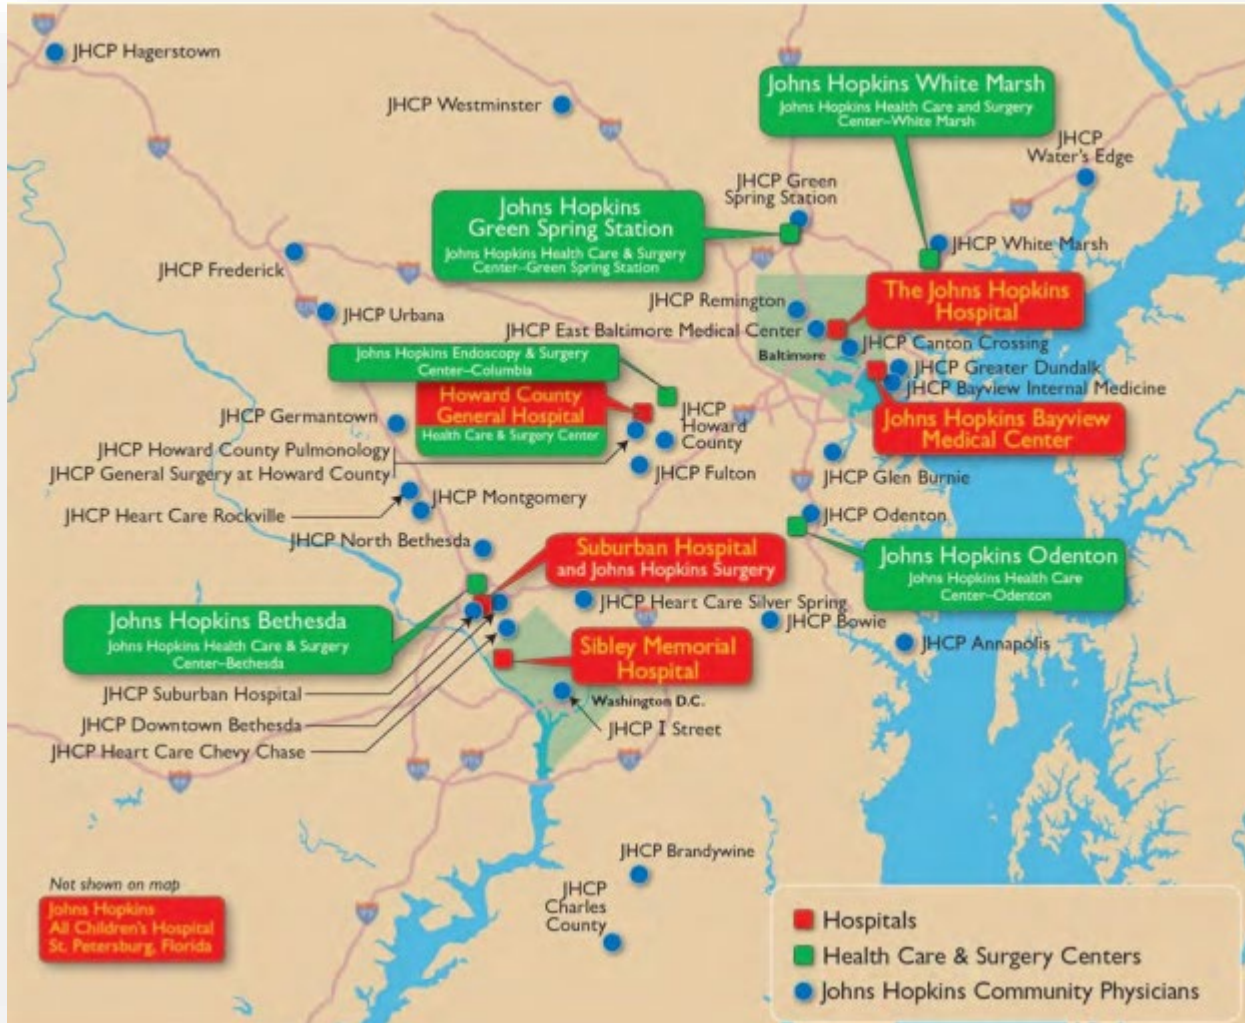 JHCP Hagerstown
JHCP Westminster
Johns Hopkins White Marsh
Johns Hopkins Health Care and Surgery
Center–White Marsh
JHCP
Water's Edge
JHCP Green
Spring Station
Johns Hopkins
Green Spring Station
Johns Hopkins Health Care & Surgery
Center–Green Spring Station
JHCP White Marsh
JHCP Frederick
The Johns Hopkins
Hospital
JHCP Remington
JHCP Urbana
JHCP East Baltimore Medical Center
JHCP Canton Crossing
Baltimore
Johns Hopkins Endoscopy & Surgery
Center–Columbia
JHCP Greater Dundalk
JHCP Bayview Internal Medicine
Howard County
General Hospital
Health Care & Surgery Center
JHCP
Howard
County
Johns Hopkins Bayview
Medical Center
JHCP Germantown
JHCP Howard County Pulmonology
JHCP General Surgery at Howard County
JHCP Fulton
JHCP Glen Burnie
JHCP Montgomery
JHCP Heart Care Rockville
JHCP Odenton
JHCP North Bethesda
Suburban Hospital
and Johns Hopkins Surgery
Johns Hopkins Odenton
Johns Hopkins Health Care
Center–Odenton
JHCP Heart Care Silver Spring
JHCP Bowie
Johns Hopkins Bethesda
Johns Hopkins Health Care & Surgery
Center–Bethesda
JHCP Annapolis
Sibley Memorial
Hospital
JHCP Suburban Hospital
Washington D.C.
JHCP Downtown Bethesda
JHCP I Street
JHCP Heart Care Chevy Chase
JHCP Brandywine
JHCP
Charles
County
Not shown on map
Johns Hopkins
All Children's Hospital
St. Petersburg, Florida
Hospitals
Health Care & Surgery Centers
Johns Hopkins Community Physicians